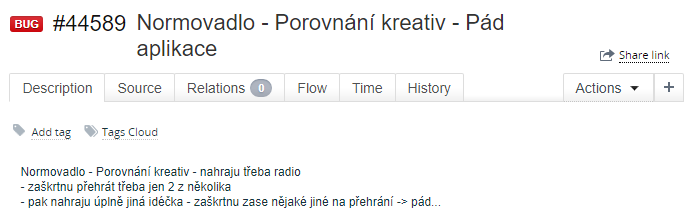 BUG #44589 Normovadlo - Porovnání kreativ - Pád
aplikace
Share link
Description Source Relations 0 Flow Time History Actions +
Add tag Tags Cloud
Normovadlo - Porovnání kreativ - nahraju třeba radio
- zaškrtnu přehrát třeba jen 2 z několika
- pak nahraju úplně jiná idéčka - zaškrtnu zase nějaké jiné na přehrání -> pád...